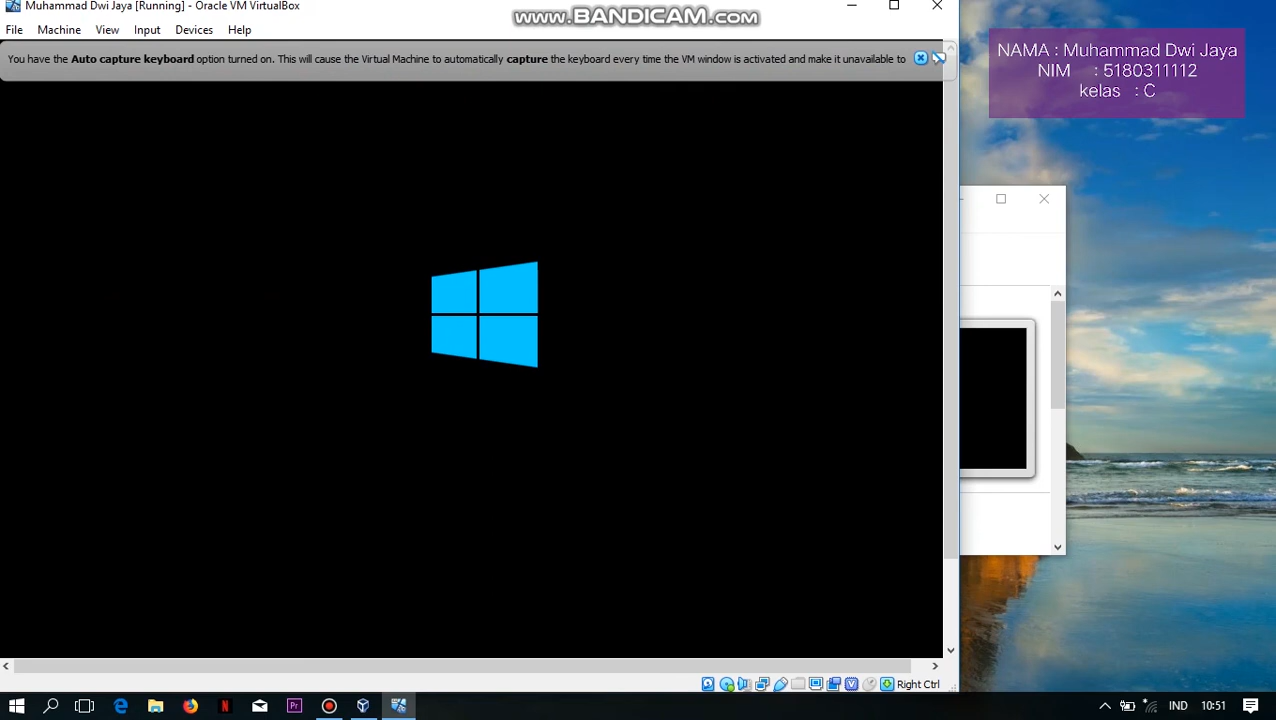 Muhammad Dwi Jaya [Running] - Oracle VM VirtualBox
www.BANDICAM.com
File Machine View Input Devices Help
You have the Auto capture keyboard option turned on. This will cause the Virtual Machine to automatically capture the keyboard every time the VM window is activated and make it unavailable to
NAMA : Muhammad Dwi Jaya
NIM : 5180311112
kelas : C
Right Ctrl
Pr
IND 10:51